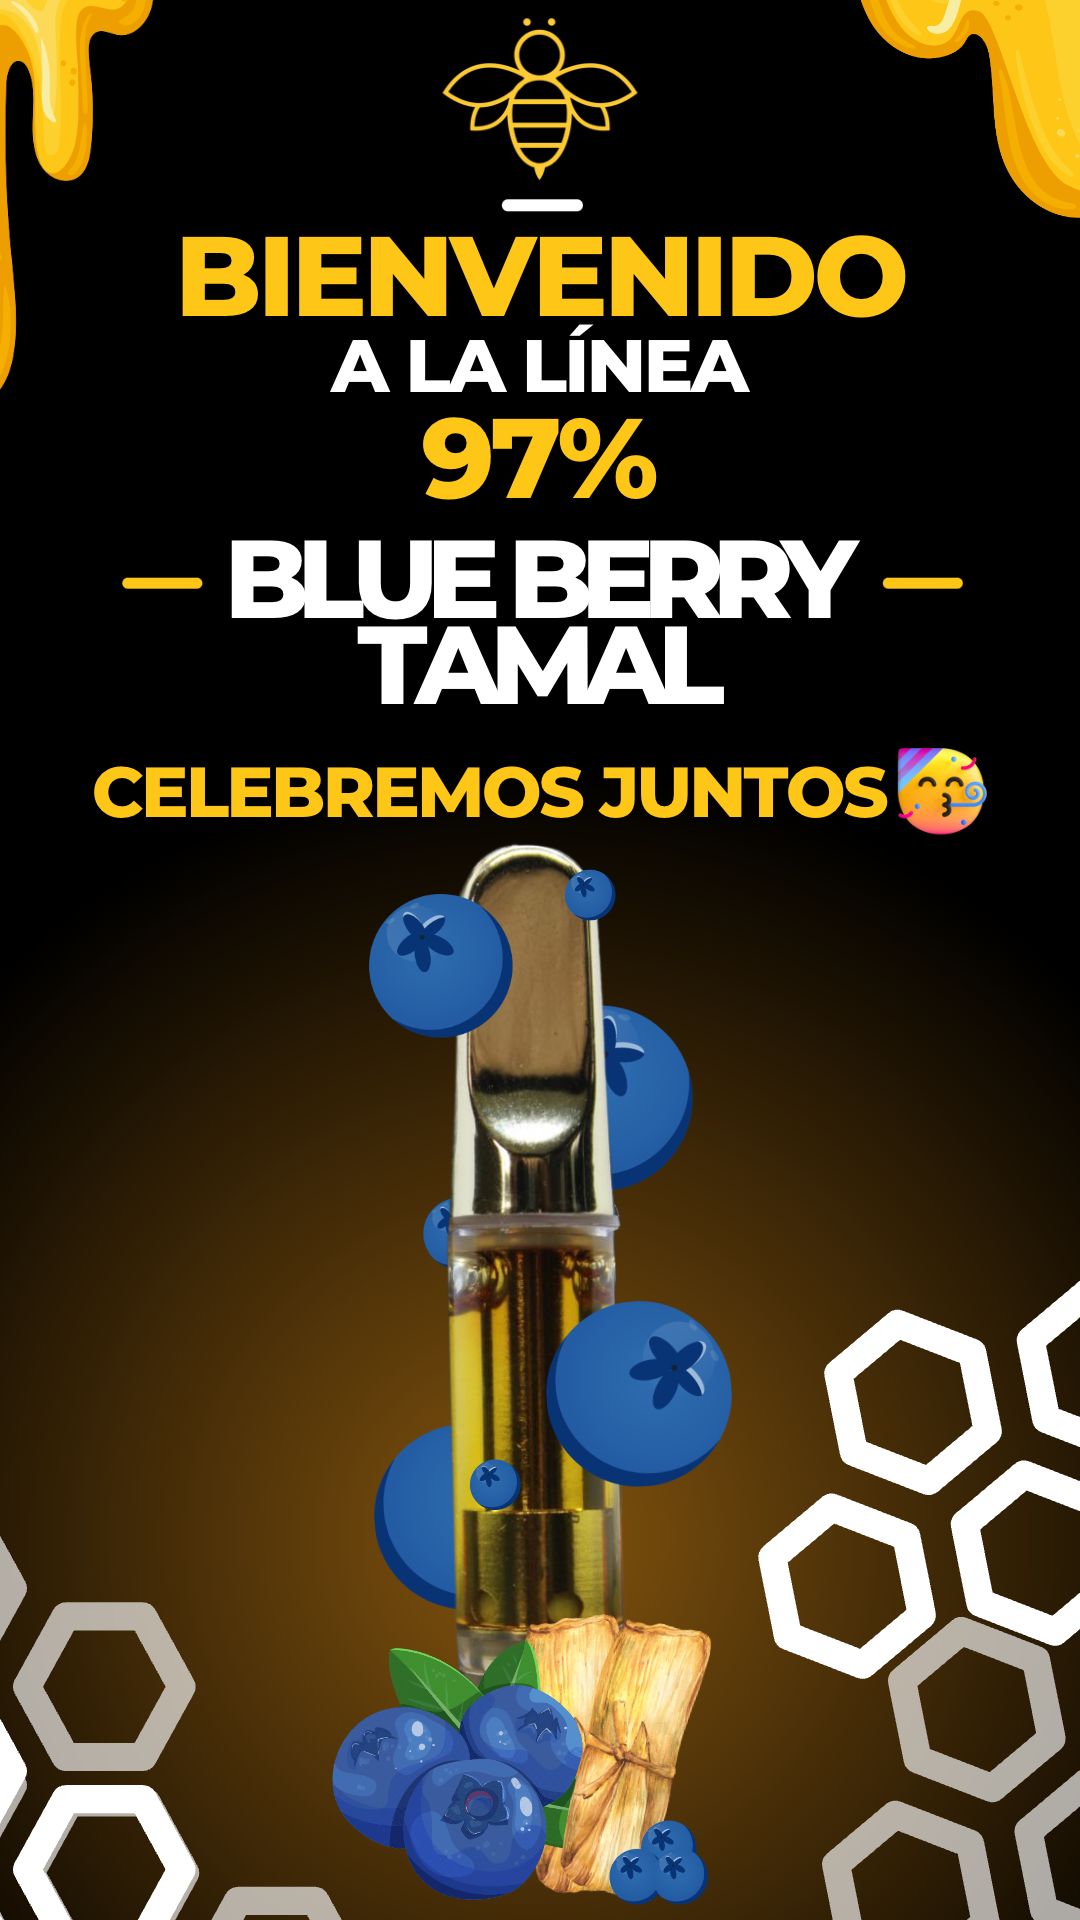 BIENVENIDO
A LA LÍNEA
97%
BLUE BERRY
TAMAL
CELEBREMOS JUNTOS